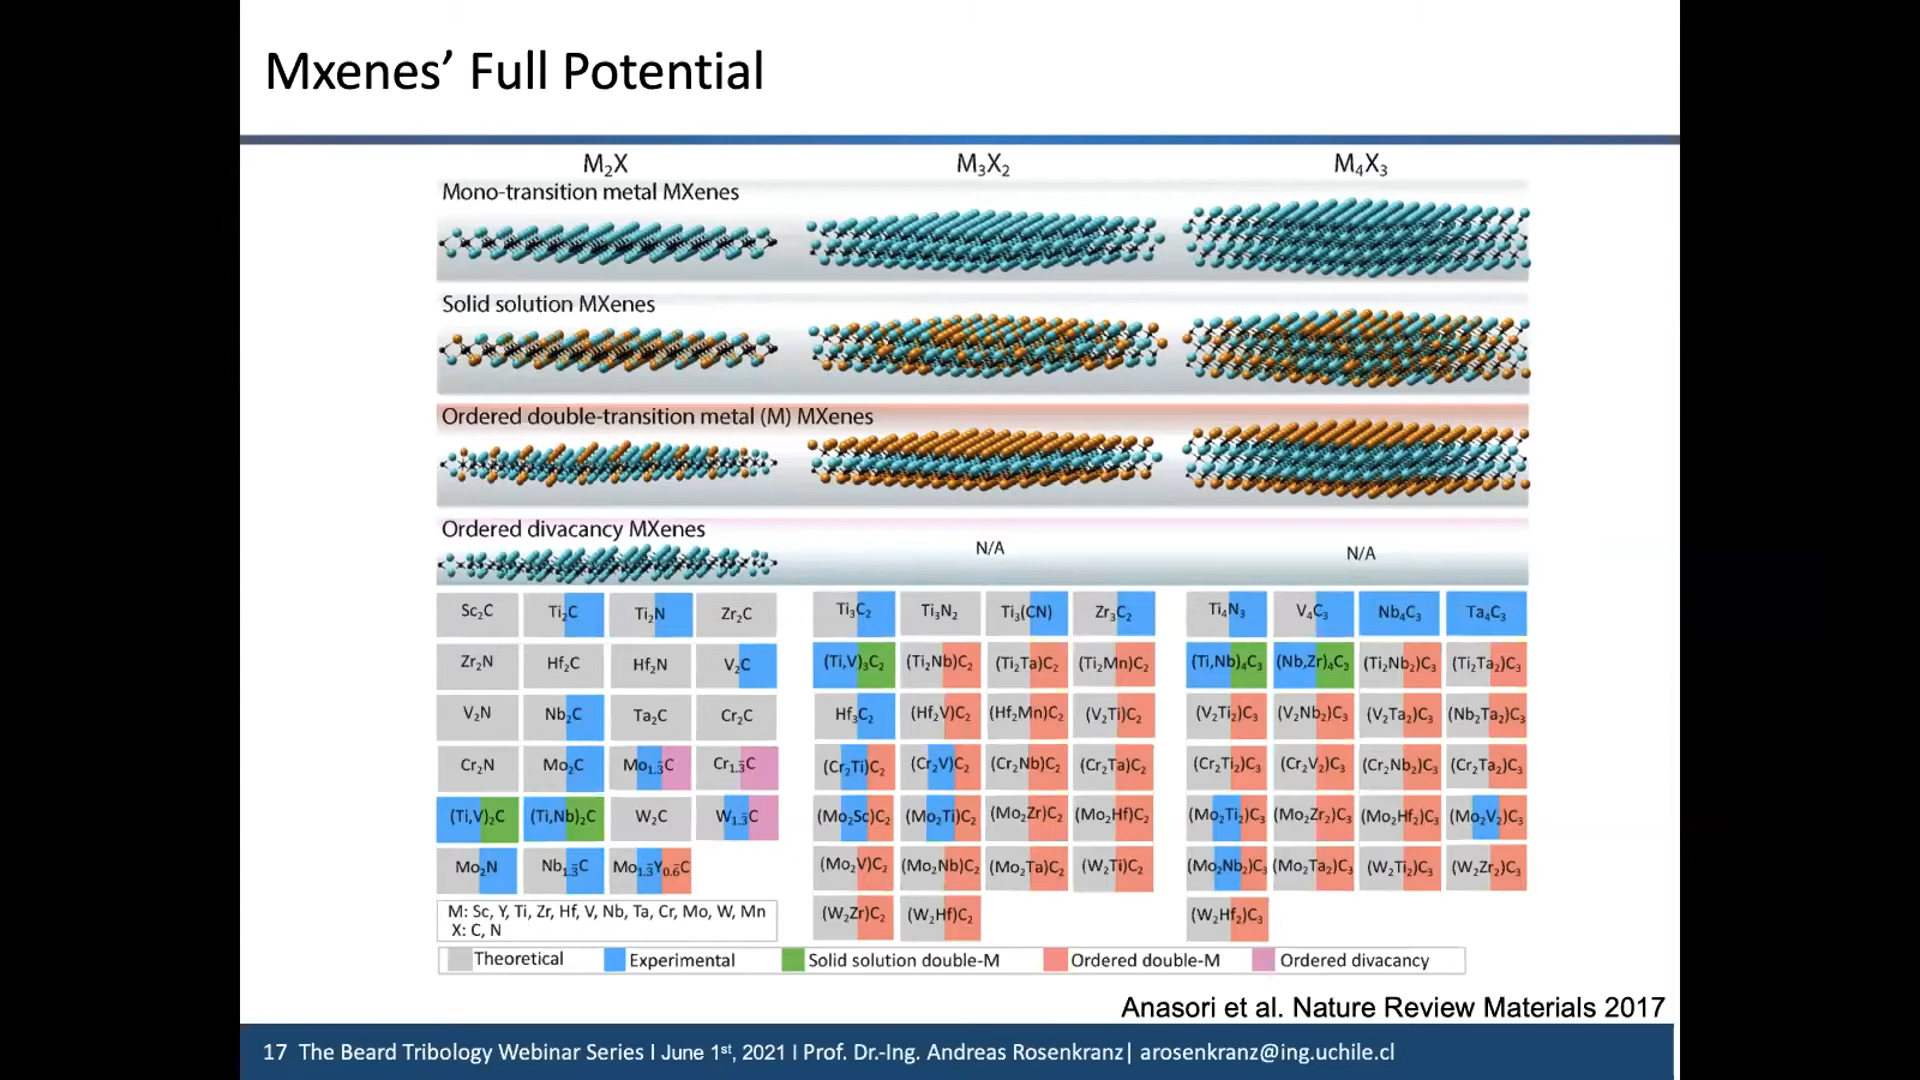 Mxenes’ Full Potential
M₂X M₃X₂ M₄X₃
Mono-transition metal MXenes
Solid solution MXenes
Ordered double-transition metal (M) MXenes
Ordered divacancy MXenes
N/A N/A
Sc₂C Ti₂C Ti₂N Zr₂C Ti₃C₂ Ti₃N₂ Ti₃(CN) Zr₃C₂ Ti₄N₃ V₄C₃ Nb₄C₃ Ta₄C₃
Zr₂N Hf₂C Hf₂N V₂C (Ti,V)₃C₂ (Ti₂Nb)C₂ (Ti₂Ta)C₂ (Ti₂Mn)C₂ (Ti,Nb)₄C₃ (Nb,Zr)₄C₃ (Ti₂Nb₂)C₃ (Ti₂Ta₂)C₃
V₂N Nb₂C Ta₂C Cr₂C Hf₃C₂ (Hf₂V)C₂ (Hf₂Mn)C₂ (V₂Ti)C₂ (V₂Ti₂)C₃ (V₂Nb₂)C₃ (V₂Ta₂)C₃ (Nb₂Ta₂)C₃
Cr₂N Mo₂C Mo₁.₃̄C Cr₁.₃̄C (Cr₂Ti)C₂ (Cr₂V)C₂ (Cr₂Nb)C₂ (Cr₂Ta)C₂ (Cr₂Ti₂)C₃ (Cr₂V₂)C₃ (Cr₂Nb₂)C₃ (Cr₂Ta₂)C₃
(Ti,V)₂C (Ti,Nb)₂C W₂C W₁.₃̄C (Mo₂Sc)C₂ (Mo₂Ti)C₂ (Mo₂Zr)C₂ (Mo₂Hf)C₂ (Mo₂Ti₂)C₃ (Mo₂Zr₂)C₃ (Mo₂Hf₂)C₃ (Mo₂V₂)C₃
Mo₂N Nb₁.₃̄C Mo₁.₃̄Y₀.₆̄C (Mo₂V)C₂ (Mo₂Nb)C₂ (Mo₂Ta)C₂ (W₂Ti)C₂ (Mo₂Nb₂)C₃ (Mo₂Ta₂)C₃ (W₂Ti₂)C₃ (W₂Zr₂)C₃
(W₂Zr)C₂ (W₂Hf)C₂ (W₂Hf₂)C₃
M: Sc, Y, Ti, Zr, Hf, V, Nb, Ta, Cr, Mo, W, Mn
X: C, N
Theoretical Experimental Solid solution double-M Ordered double-M Ordered divacancy
Anasori et al. Nature Review Materials 2017
17 The Beard Tribology Webinar Series I June 1st, 2021 I Prof. Dr.-Ing. Andreas Rosenkranz| arosenkranz@ing.uchile.cl